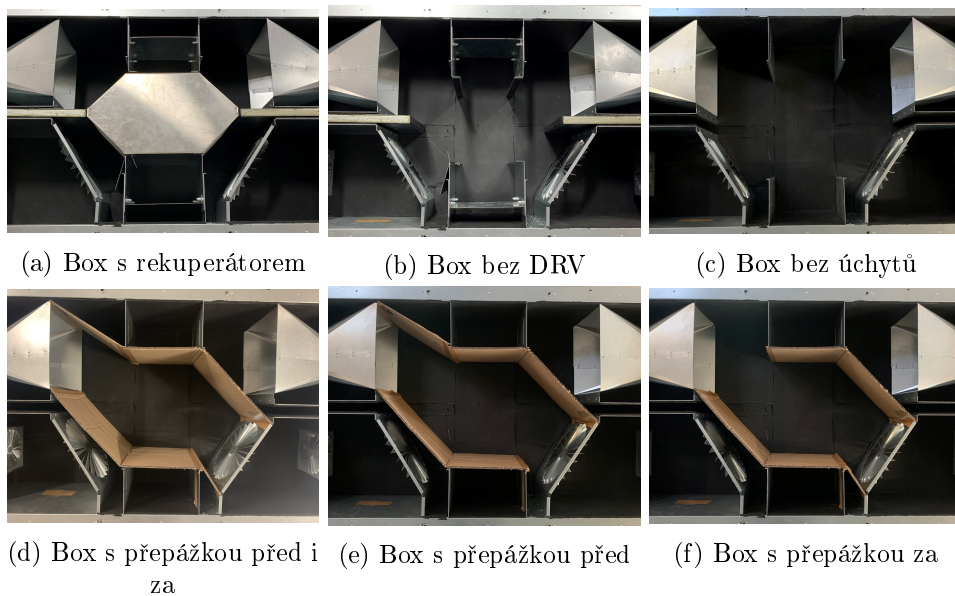 (a) Box s rekuperátorem
(b) Box bez DRV
(c) Box bez úchytů
(d) Box s přepážkou před i
za
(e) Box s přepážkou před
(f) Box s přepážkou za